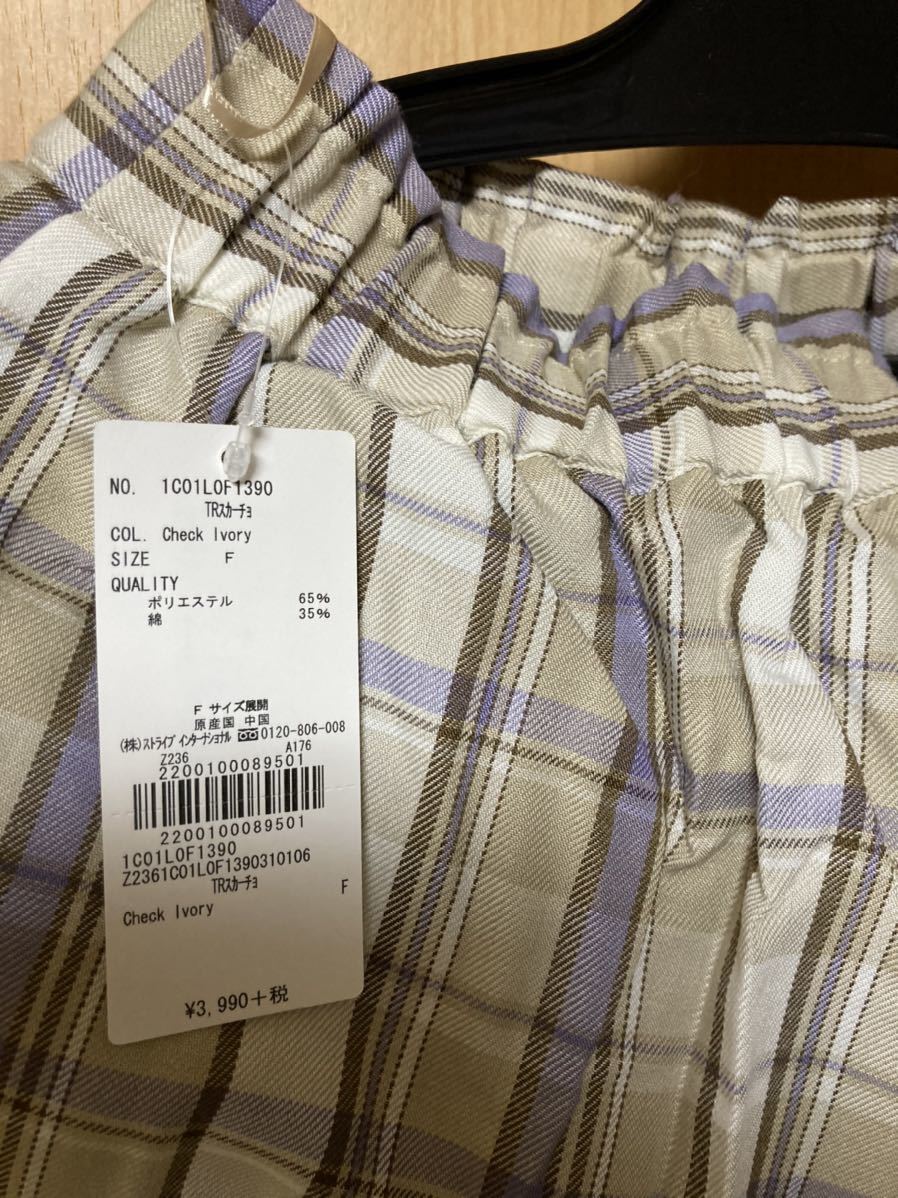 NO. 1C01L0F1390
TRｽｶｰﾁｮ
COL. Check Ivory
SIZE F
QUALITY
ポリエステル 65%
綿 35%
F サイズ展開
原産国 中国
(株)ｽﾄﾗｲﾌﾟ ｲﾝﾀｰﾅｼｮﾅﾙ 0120-806-008
Z236 A176
2200100089501
2200100089501
1C01L0F1390
Z2361C01L0F1390310106
TRｽｶｰﾁｮ F
Check Ivory
¥3,990+税